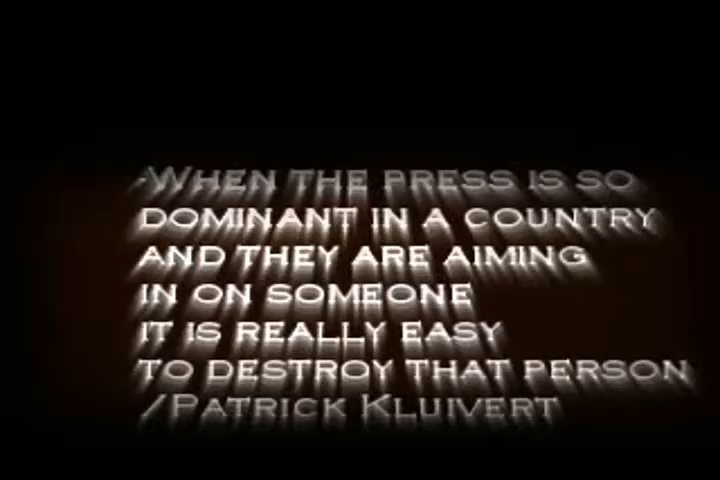 -WHEN THE PRESS IS SO
DOMINANT IN A COUNTRY
AND THEY ARE AIMING
IN ON SOMEONE
IT IS REALLY EASY
TO DESTROY THAT PERSON
/PATRICK KLUIVERT